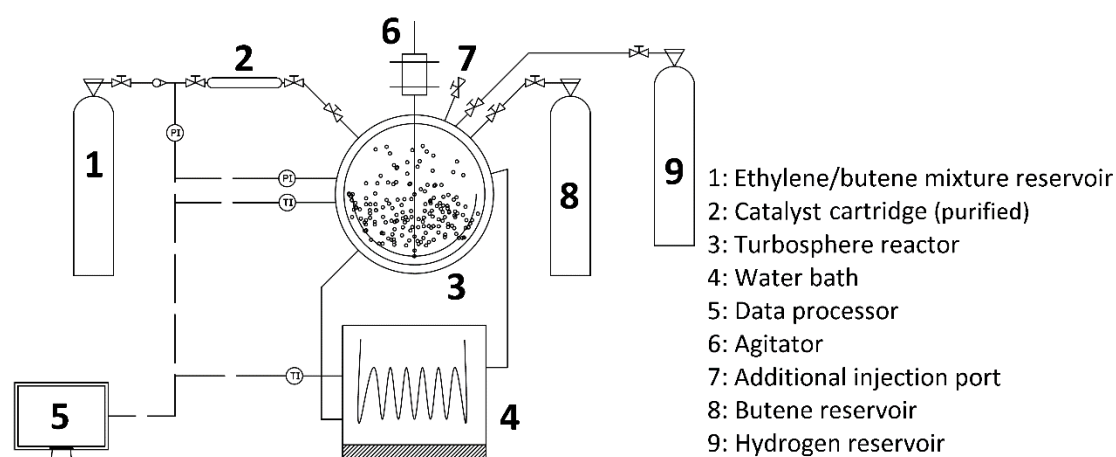 6
2
7
PI
1
8
9
PI
TI
3
TI
5
4
1: Ethylene/butene mixture reservoir
2: Catalyst cartridge (purified)
3: Turbosphere reactor
4: Water bath
5: Data processor
6: Agitator
7: Additional injection port
8: Butene reservoir
9: Hydrogen reservoir